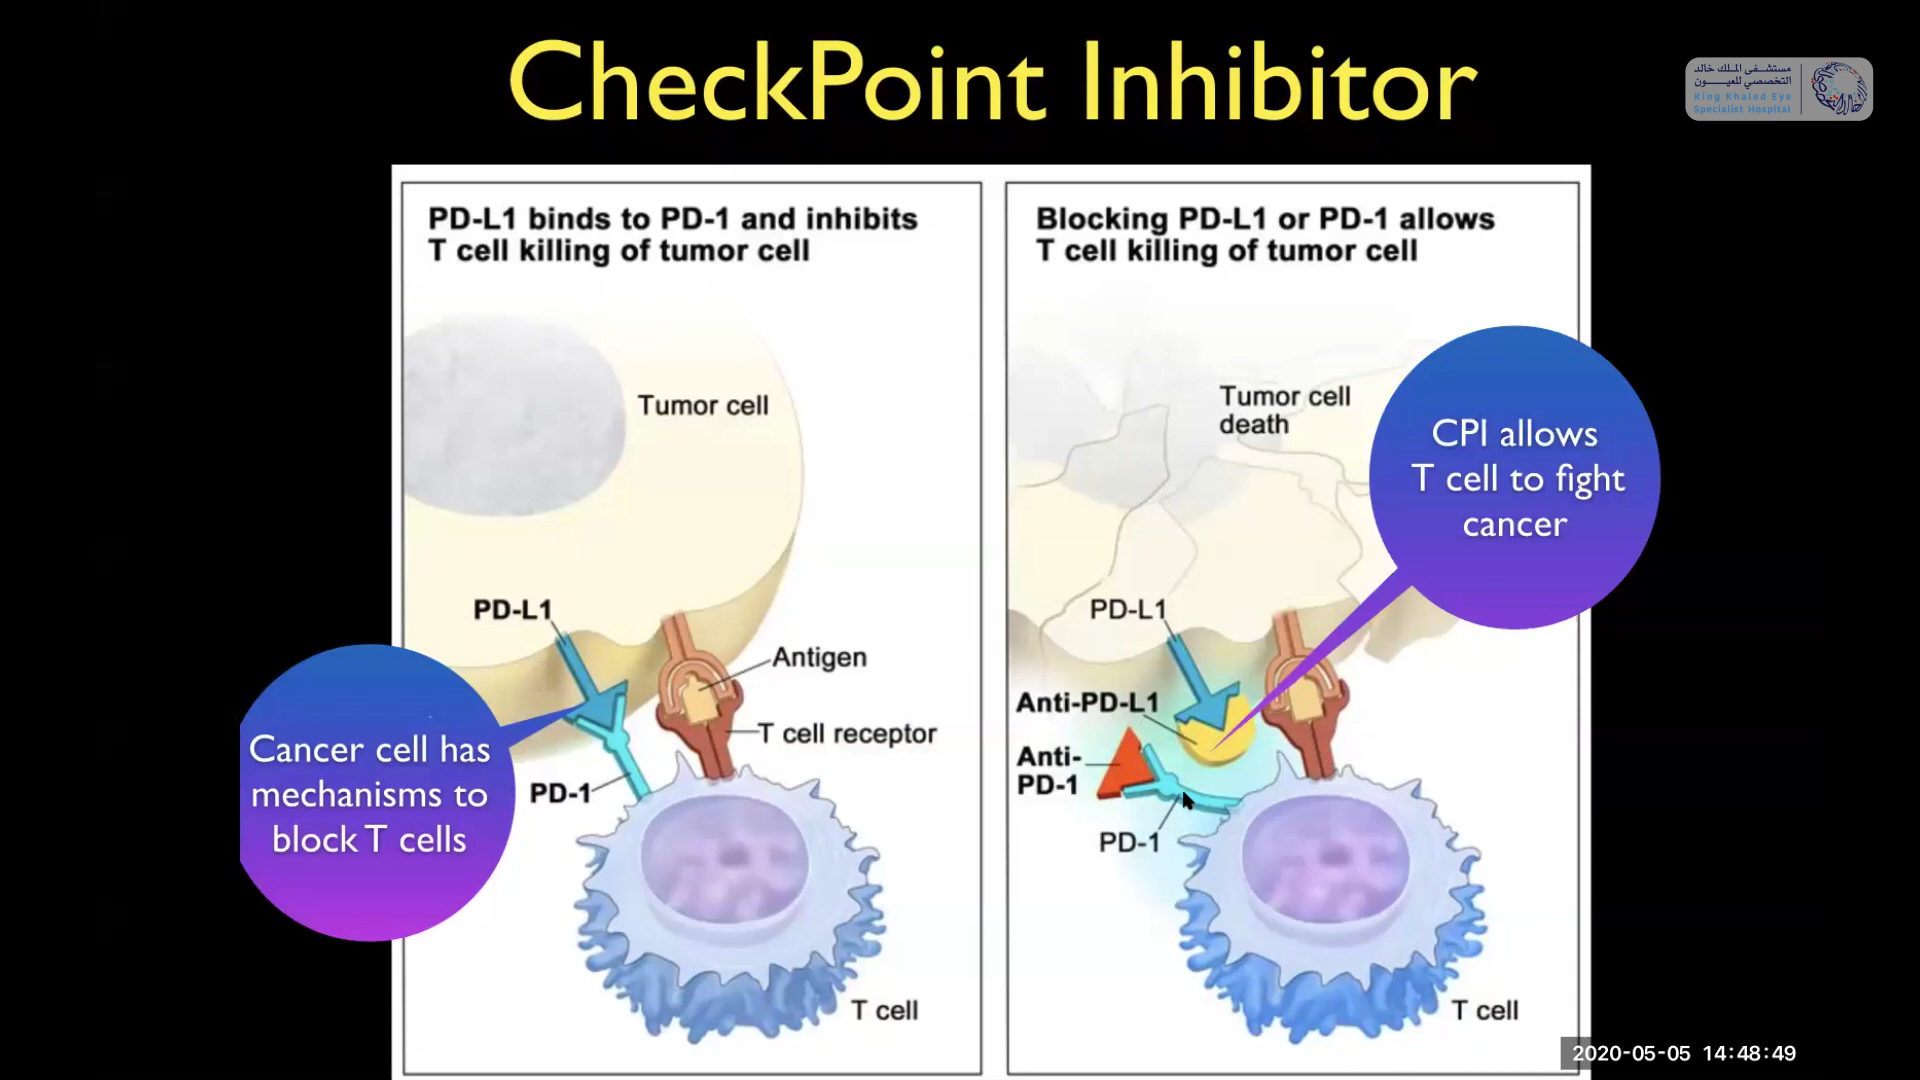 CheckPoint Inhibitor
مستشفى الملك خالد
التخصصي للعيـــــون
King Khaled Eye
Specialist Hospital
PD-L1 binds to PD-1 and inhibits
T cell killing of tumor cell
Tumor cell
PD-L1
Antigen
T cell receptor
PD-1
T cell
Cancer cell has
mechanisms to
block T cells
Blocking PD-L1 or PD-1 allows
T cell killing of tumor cell
Tumor cell
death
CPI allows
T cell to fight
cancer
PD-L1
Anti-PD-L1
Anti-
PD-1
PD-1
T cell
2020-05-05 14:48:49